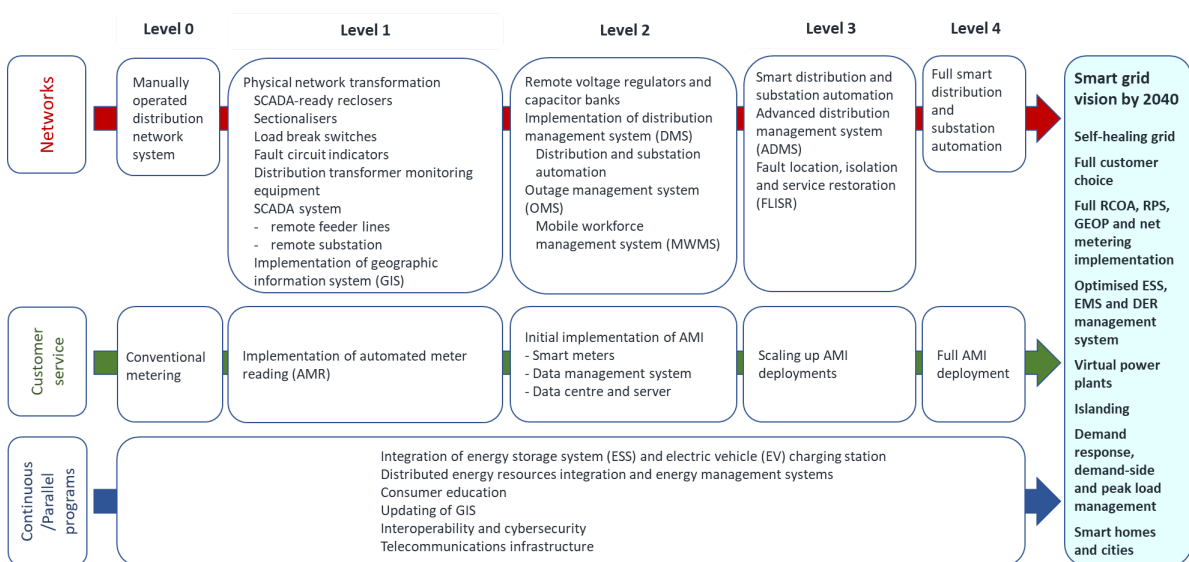 Level 0
Level 1
Level 2
Level 3
Level 4
Networks
Manually
operated
distribution
network
system
Physical network transformation
SCADA-ready reclosers
Sectionalisers
Load break switches
Fault circuit indicators
Distribution transformer monitoring
equipment
SCADA system
- remote feeder lines
- remote substation
Implementation of geographic
information system (GIS)
Remote voltage regulators and
capacitor banks
Implementation of distribution
management system (DMS)
Distribution and substation
automation
Outage management system
(OMS)
Mobile workforce
management system (MWMS)
Smart distribution and
substation automation
Advanced distribution
management system
(ADMS)
Fault location, isolation
and service restoration
(FLISR)
Full smart
distribution
and
substation
automation
Customer
service
Conventional
metering
Implementation of automated meter
reading (AMR)
Initial implementation of AMI
- Smart meters
- Data management system
- Data centre and server
Scaling up AMI
deployments
Full AMI
deployment
Continuous
/Parallel
programs
Integration of energy storage system (ESS) and electric vehicle (EV) charging station
Distributed energy resources integration and energy management systems
Consumer education
Updating of GIS
Interoperability and cybersecurity
Telecommunications infrastructure
Smart grid
vision by 2040
Self-healing grid
Full customer
choice
Full RCOA, RPS,
GEOP and net
metering
implementation
Optimised ESS,
EMS and DER
management
system
Virtual power
plants
Islanding
Demand
response,
demand-side
and peak load
management
Smart homes
and cities